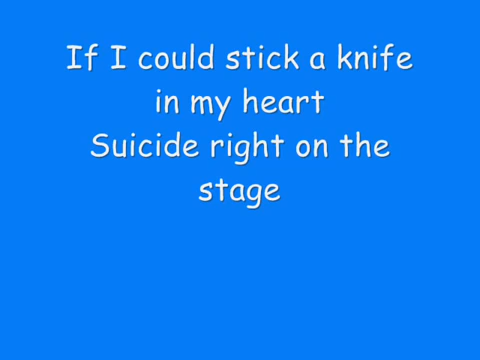 If I could stick a knife
in my heart
Suicide right on the
stage